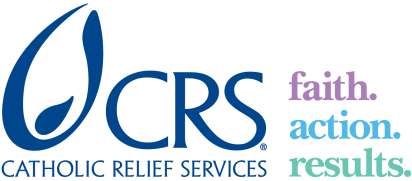 CRS®
CATHOLIC RELIEF SERVICES
faith.
action.
results.